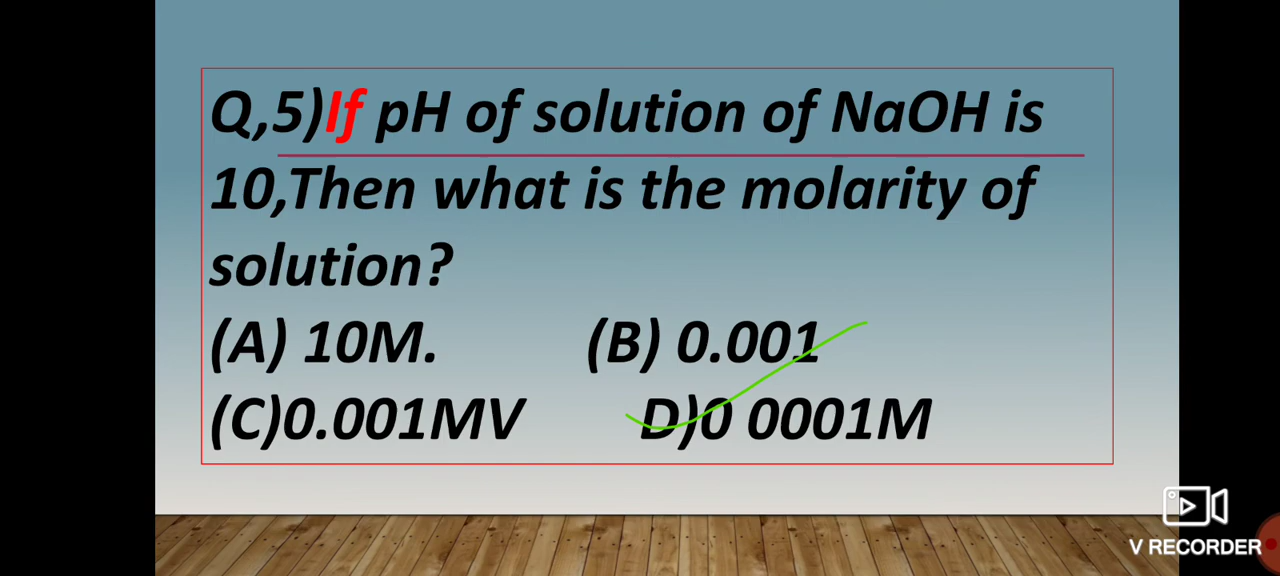 Q,5)If pH of solution of NaOH is
10,Then what is the molarity of
solution?
(A) 10M. (B) 0.001
(C)0.001MV D)0 0001M
V RECORDER